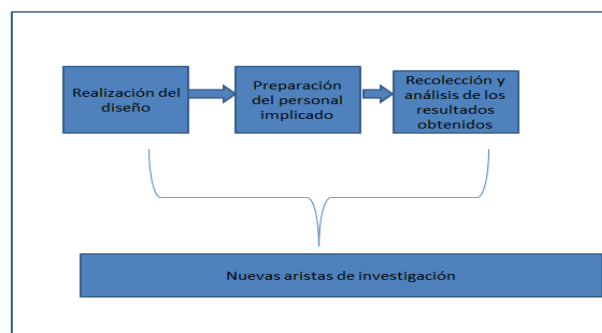 Realización del
diseño
Preparación
del personal
implicado
Recolección y
análisis de los
resultados
obtenidos
Nuevas aristas de investigación